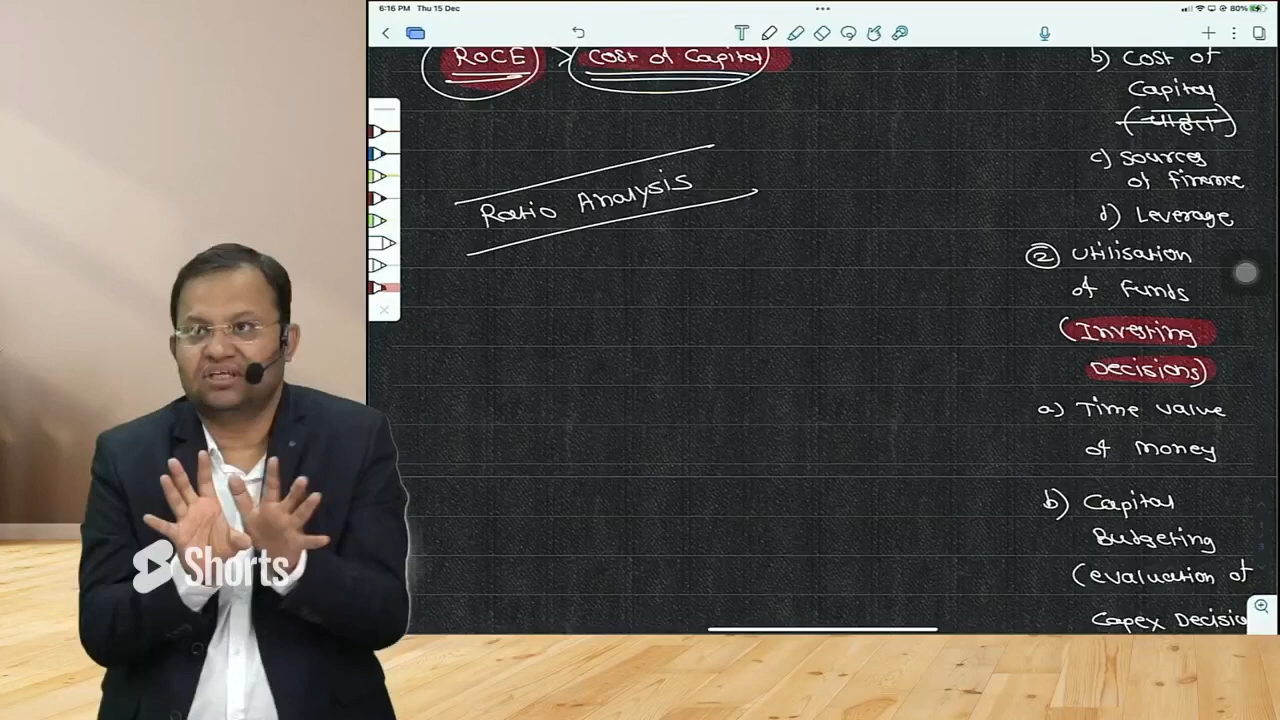 6:16 PM Thu 15 Dec
80%
T
ROCE > Cost of Capital
Ratio Analysis
b) Cost of
Capital
c) Sources
of finance
d) Leverage
② Utilisation
of Funds
(Investing
Decisions)
a) Time value
of Money
b) Capital
Budgeting
(evaluation of
Capex Decisio
Shorts